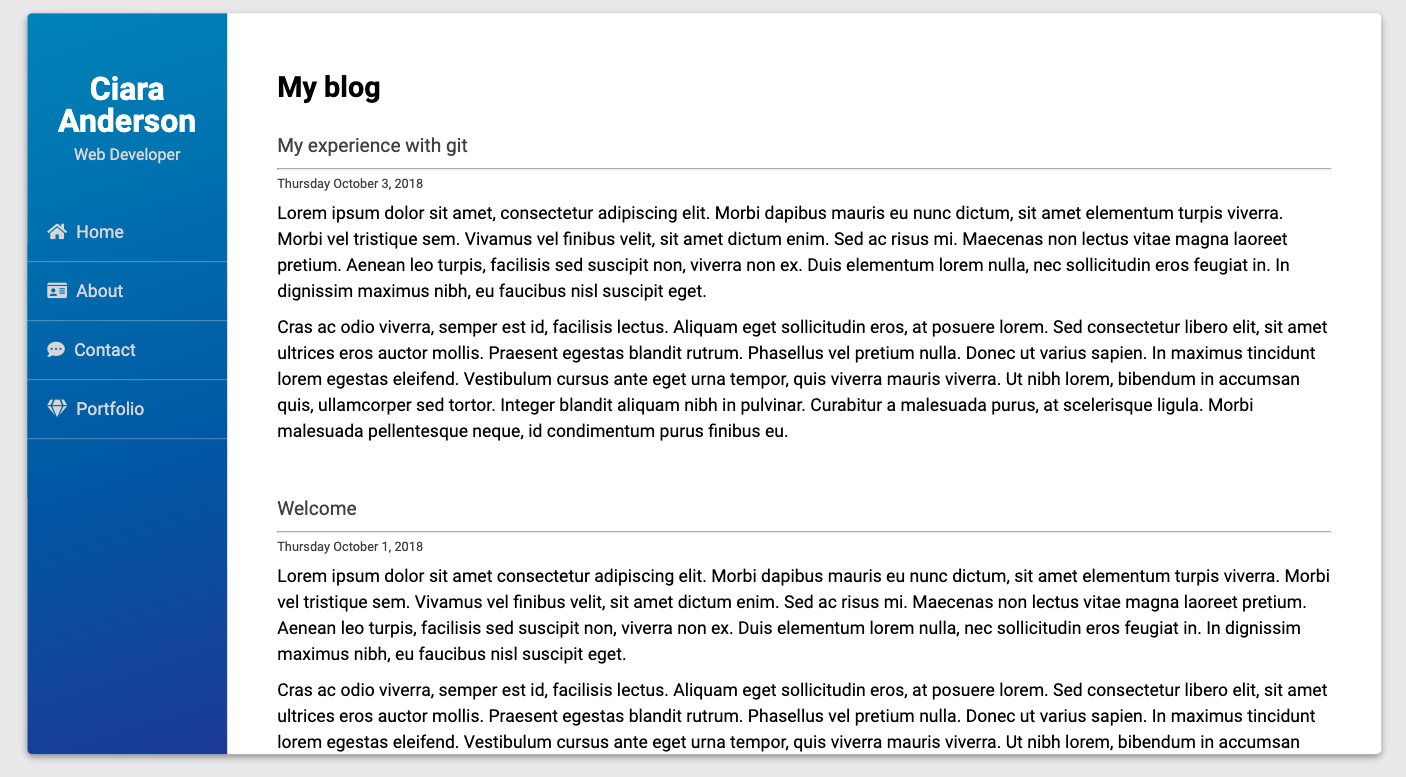 Ciara
Anderson
Web Developer
Home
About
Contact
Portfolio
My blog
My experience with git
Thursday October 3, 2018
Lorem ipsum dolor sit amet, consectetur adipiscing elit. Morbi dapibus mauris eu nunc dictum, sit amet elementum turpis viverra.
Morbi vel tristique sem. Vivamus vel finibus velit, sit amet dictum enim. Sed ac risus mi. Maecenas non lectus vitae magna laoreet
pretium. Aenean leo turpis, facilisis sed suscipit non, viverra non ex. Duis elementum lorem nulla, nec sollicitudin eros feugiat in. In
dignissim maximus nibh, eu faucibus nisl suscipit eget.
Cras ac odio viverra, semper est id, facilisis lectus. Aliquam eget sollicitudin eros, at posuere lorem. Sed consectetur libero elit, sit amet
ultrices eros auctor mollis. Praesent egestas blandit rutrum. Phasellus vel pretium nulla. Donec ut varius sapien. In maximus tincidunt
lorem egestas eleifend. Vestibulum cursus ante eget urna tempor, quis viverra mauris viverra. Ut nibh lorem, bibendum in accumsan
quis, ullamcorper sed tortor. Integer blandit aliquam nibh in pulvinar. Curabitur a malesuada purus, at scelerisque ligula. Morbi
malesuada pellentesque neque, id condimentum purus finibus eu.
Welcome
Thursday October 1, 2018
Lorem ipsum dolor sit amet consectetur adipiscing elit. Morbi dapibus mauris eu nunc dictum, sit amet elementum turpis viverra. Morbi
vel tristique sem. Vivamus vel finibus velit, sit amet dictum enim. Sed ac risus mi. Maecenas non lectus vitae magna laoreet pretium.
Aenean leo turpis, facilisis sed suscipit non, viverra non ex. Duis elementum lorem nulla, nec sollicitudin eros feugiat in. In dignissim
maximus nibh, eu faucibus nisl suscipit eget.
Cras ac odio viverra, semper est id, facilisis lectus. Aliquam eget sollicitudin eros, at posuere lorem. Sed consectetur libero elit, sit amet
ultrices eros auctor mollis. Praesent egestas blandit rutrum. Phasellus vel pretium nulla. Donec ut varius sapien. In maximus tincidunt
lorem egestas eleifend. Vestibulum cursus ante eget urna tempor, quis viverra mauris viverra. Ut nibh lorem, bibendum in accumsan